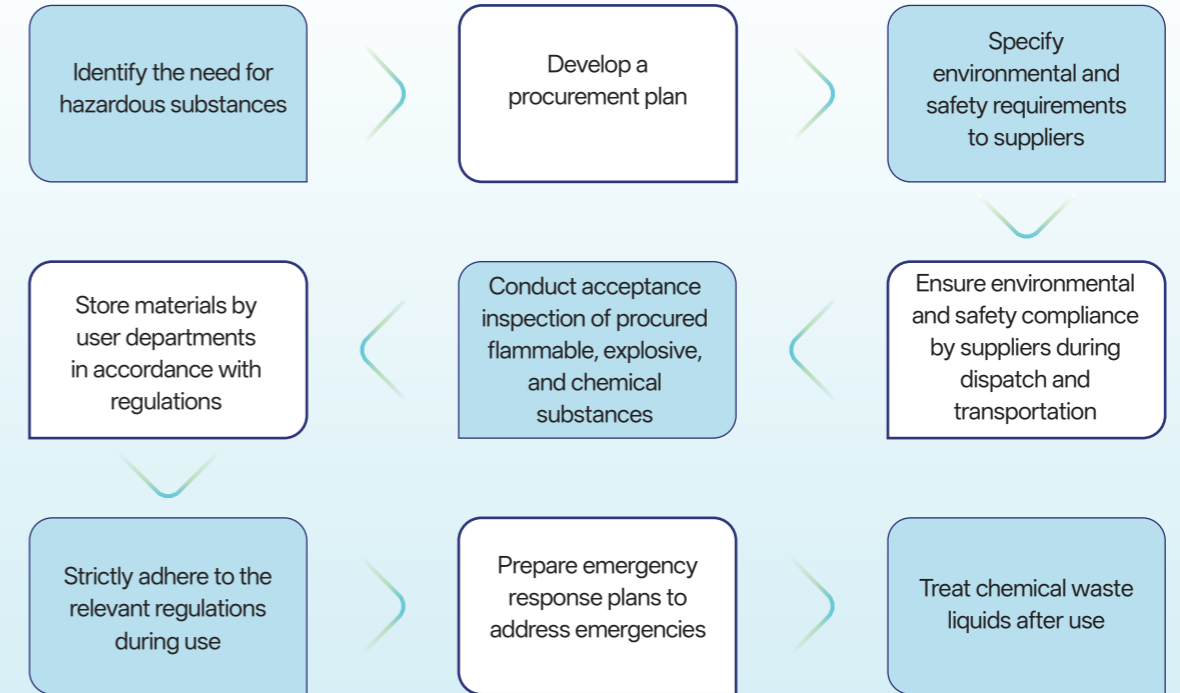 Identify the need for
hazardous substances
Develop a
procurement plan
Specify
environmental and
safety requirements
to suppliers
Ensure environmental
and safety compliance
by suppliers during
dispatch and
transportation
Conduct acceptance
inspection of procured
flammable, explosive,
and chemical
substances
Store materials by
user departments
in accordance with
regulations
Strictly adhere to the
relevant regulations
during use
Prepare emergency
response plans to
address emergencies
Treat chemical waste
liquids after use